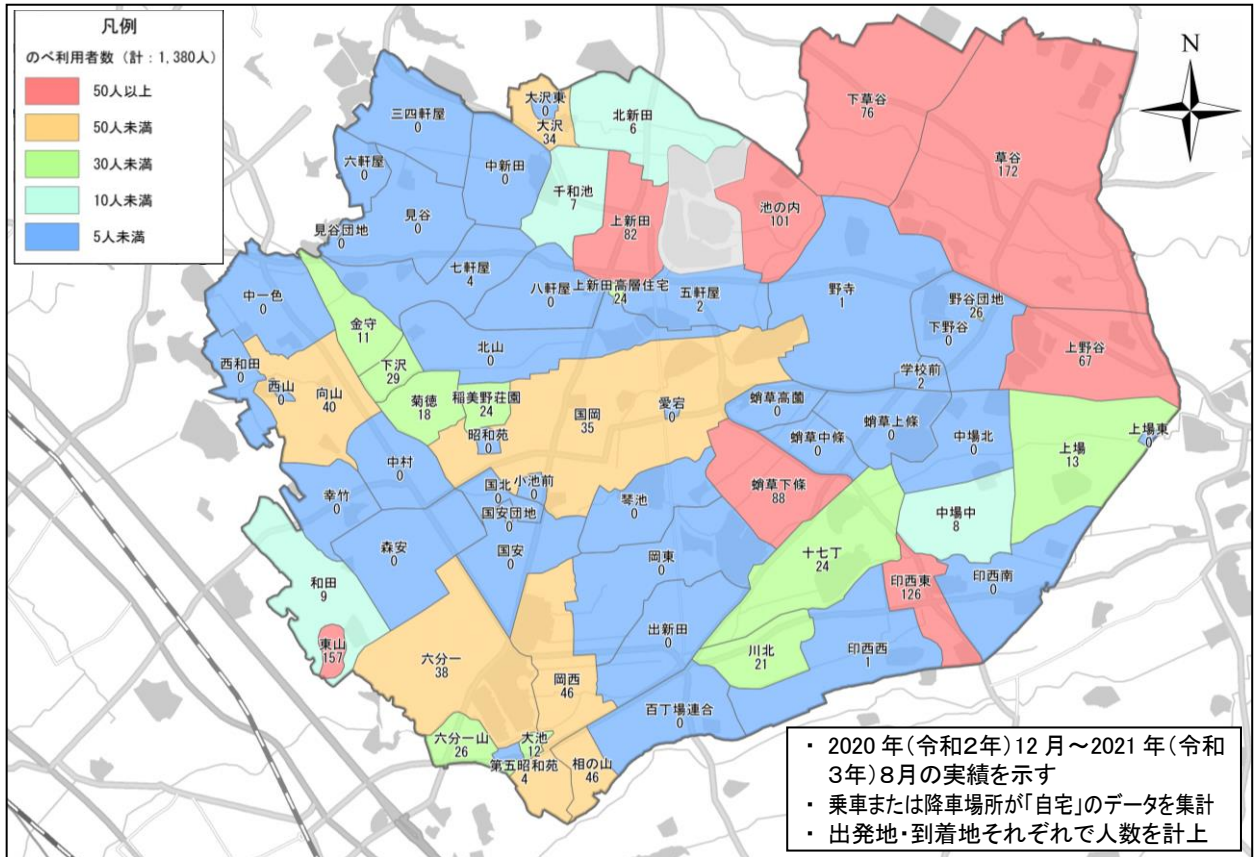 凡例
のべ利用者数（計：1,380人）
50人以上
50人未満
30人未満
10人未満
5人未満
N
三四軒屋
0
大沢東
0
大沢
34
北新田
6
下草谷
76
草谷
172
六軒屋
0
中新田
0
千和池
7
上新田
82
池の内
101
見谷団地
0
見谷
0
七軒屋
4
八軒屋
0
上新田高層住宅
24
五軒屋
2
野寺
1
野谷団地
26
下野谷
0
上野谷
67
中一色
0
金守
11
北山
0
学校前
2
西和田
0
西山
0
向山
40
下沢
29
菊徳
18
稲美野荘園
24
昭和苑
0
国岡
35
愛宕
0
蛸草高薗
0
蛸草中條
0
蛸草上條
0
中場北
0
上場
13
上場東
0
中村
0
幸竹
0
国北
0
小池前
0
国安団地
0
琴池
0
蛸草下條
88
中場中
8
森安
0
国安
0
岡東
0
十七丁
24
印西東
126
印西南
0
和田
9
東山
157
六分一
38
岡西
46
出新田
0
川北
21
印西西
1
百丁場連合
0
六分一山
26
大池
12
第五昭和苑
4
相の山
46
・ 2020年(令和2年)12月～2021年(令和
3年)8月の実績を示す
・ 乗車または降車場所が「自宅」のデータを集計
・ 出発地・到着地それぞれで人数を計上